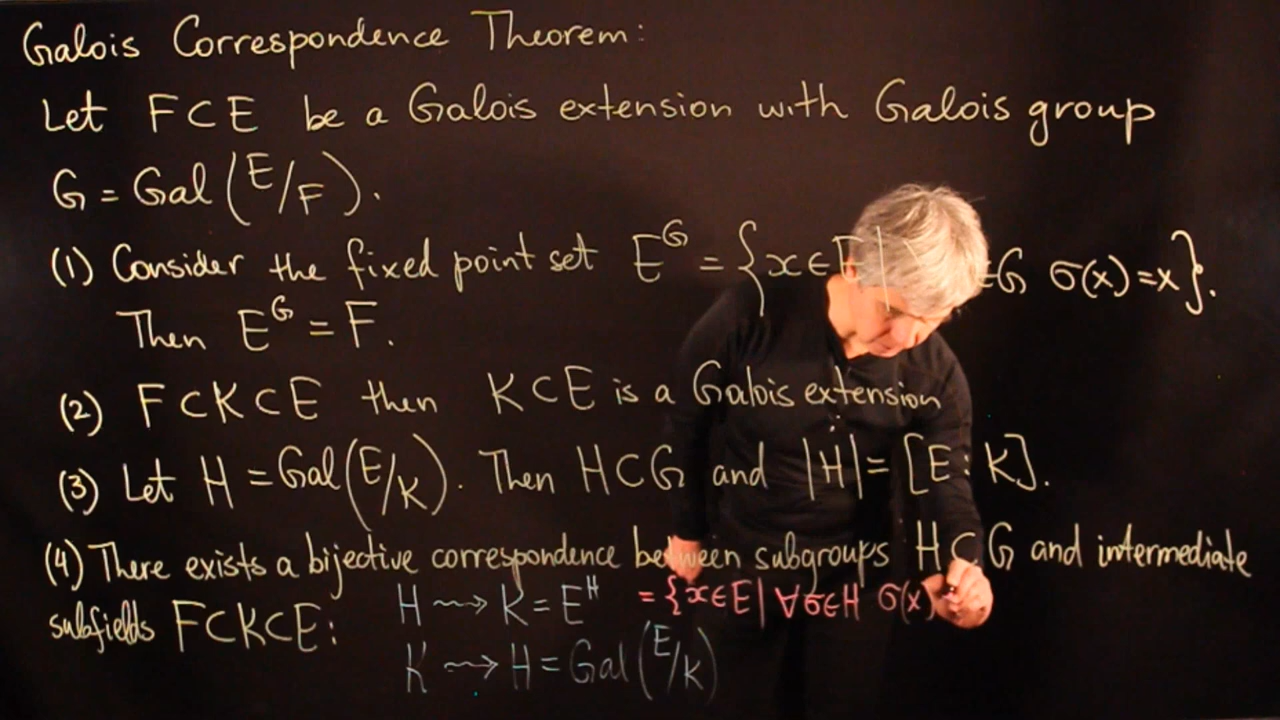 Galois Correspondence Theorem:
Let F⊂E be a Galois extension with Galois group
G = Gal(E/F).
(1) Consider the fixed point set E^G = {x∈E| ∈G σ(x)=x}.
Then E^G = F.
(2) F⊂K⊂E then K⊂E is a Galois extension
(3) Let H = Gal(E/K). Then H⊂G and |H| = [E:K].
(4) There exists a bijective correspondence between subgroups H⊂G and intermediate
subfields F⊂K⊂E: H ⇝ K = E^H = {x∈E| ∀σ∈H σ(x)
K ⇝ H = Gal(E/K)